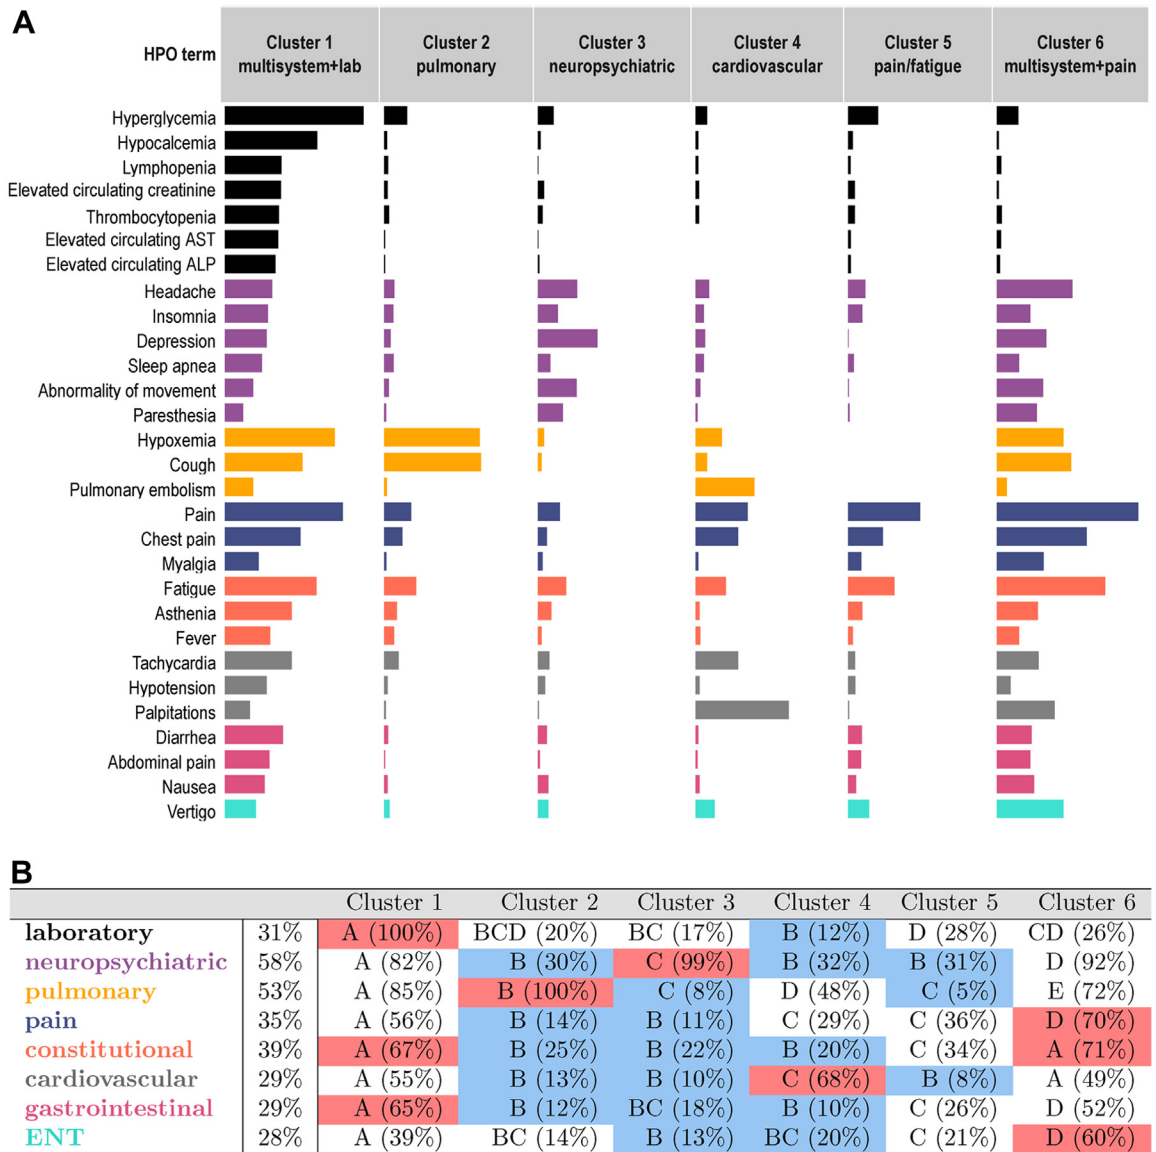 A
HPO term
Cluster 1
multisystem+lab
Cluster 2
pulmonary
Cluster 3
neuropsychiatric
Cluster 4
cardiovascular
Cluster 5
pain/fatigue
Cluster 6
multisystem+pain
Hyperglycemia
Hypocalcemia
Lymphopenia
Elevated circulating creatinine
Thrombocytopenia
Elevated circulating AST
Elevated circulating ALP
Headache
Insomnia
Depression
Sleep apnea
Abnormality of movement
Paresthesia
Hypoxemia
Cough
Pulmonary embolism
Pain
Chest pain
Myalgia
Fatigue
Asthenia
Fever
Tachycardia
Hypotension
Palpitations
Diarrhea
Abdominal pain
Nausea
Vertigo
B
Cluster 1 Cluster 2 Cluster 3 Cluster 4 Cluster 5 Cluster 6
laboratory 31% A (100%) BCD (20%) BC (17%) B (12%) D (28%) CD (26%)
neuropsychiatric 58% A (82%) B (30%) C (99%) B (32%) B (31%) D (92%)
pulmonary 53% A (85%) B (100%) C (8%) D (48%) C (5%) E (72%)
pain 35% A (56%) B (14%) B (11%) C (29%) C (36%) D (70%)
constitutional 39% A (67%) B (25%) B (22%) B (20%) C (34%) A (71%)
cardiovascular 29% A (55%) B (13%) B (10%) C (68%) B (8%) A (49%)
gastrointestinal 29% A (65%) B (12%) BC (18%) B (10%) C (26%) D (52%)
ENT 28% A (39%) BC (14%) B (13%) BC (20%) C (21%) D (60%)